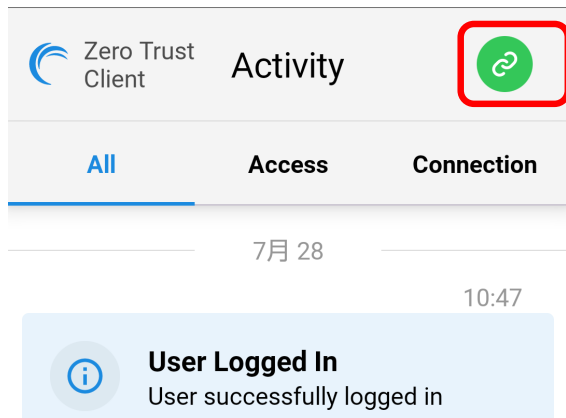 Zero Trust
Client
Activity
All
Access
Connection
7月 28
10:47
User Logged In
User successfully logged in